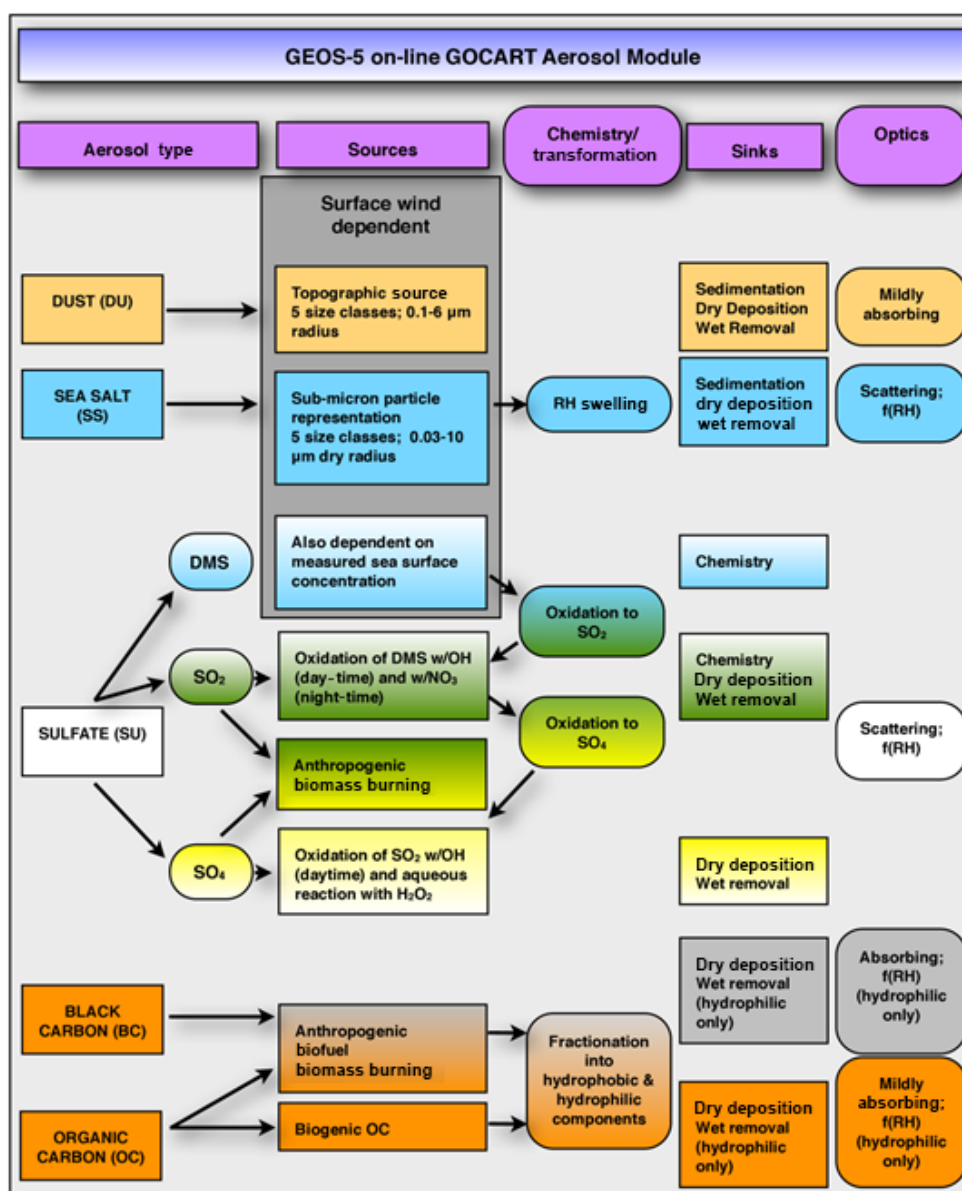 GEOS-5 on-line GOCART Aerosol Module
Aerosol type
Sources
Chemistry/
transformation
Sinks
Optics
Surface wind
dependent
DUST (DU)
Topographic source
5 size classes; 0.1-6 µm
radius
Sedimentation
Dry Deposition
Wet Removal
Mildly
absorbing
SEA SALT
(SS)
Sub-micron particle
representation
5 size classes; 0.03-10
µm dry radius
RH swelling
Sedimentation
dry deposition
wet removal
Scattering;
f(RH)
DMS
Also dependent on
measured sea surface
concentration
Chemistry
Oxidation to
SO₂
SO₂
Oxidation of DMS w/OH
(day-time) and w/NO₃
(night-time)
Chemistry
Dry deposition
Wet removal
SULFATE (SU)
Oxidation to
SO₄
Scattering;
f(RH)
Anthropogenic
biomass burning
SO₄
Oxidation of SO₂ w/OH
(daytime) and aqueous
reaction with H₂O₂
Dry deposition
Wet removal
BLACK
CARBON (BC)
Anthropogenic
biofuel
biomass burning
Fractionation
into
hydrophobic &
hydrophilic
components
Dry deposition
Wet removal
(hydrophilic
only)
Absorbing;
f(RH)
(hydrophilic
only)
ORGANIC
CARBON (OC)
Biogenic OC
Dry deposition
Wet removal
(hydrophilic
only)
Mildly
absorbing;
f(RH)
(hydrophilic
only)